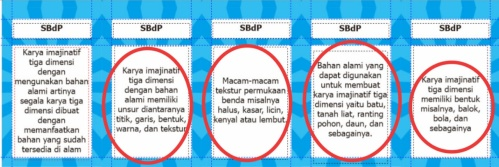 SBdP
Karya imajinatif
tiga dimensi
dengan
mengunakan bahan
alami artinya
segala karya tiga
dimensi dibuat
dengan
memanfaatkan
bahan yang sudah
tersedia di alam
SBdP
Karya imajinatif
tiga dimensi
dengan bahan
alami memiliki
unsur diantaranya
titik, garis, bentuk,
warna, dan tekstur
SBdP
Macam-macam
tekstur permukaan
benda misalnya
halus, kasar, licin,
kenyal atau lembut.
SBdP
Bahan alami yang
dapat digunakan
untuk membuat
karya imajinatif tiga
dimensi yaitu batu,
tanah liat, ranting
pohon, daun, dan
sebagainya.
SBdP
Karya imajinatif
tiga dimensi
memiliki bentuk
misalnya, balok,
bola, dan
sebagainya